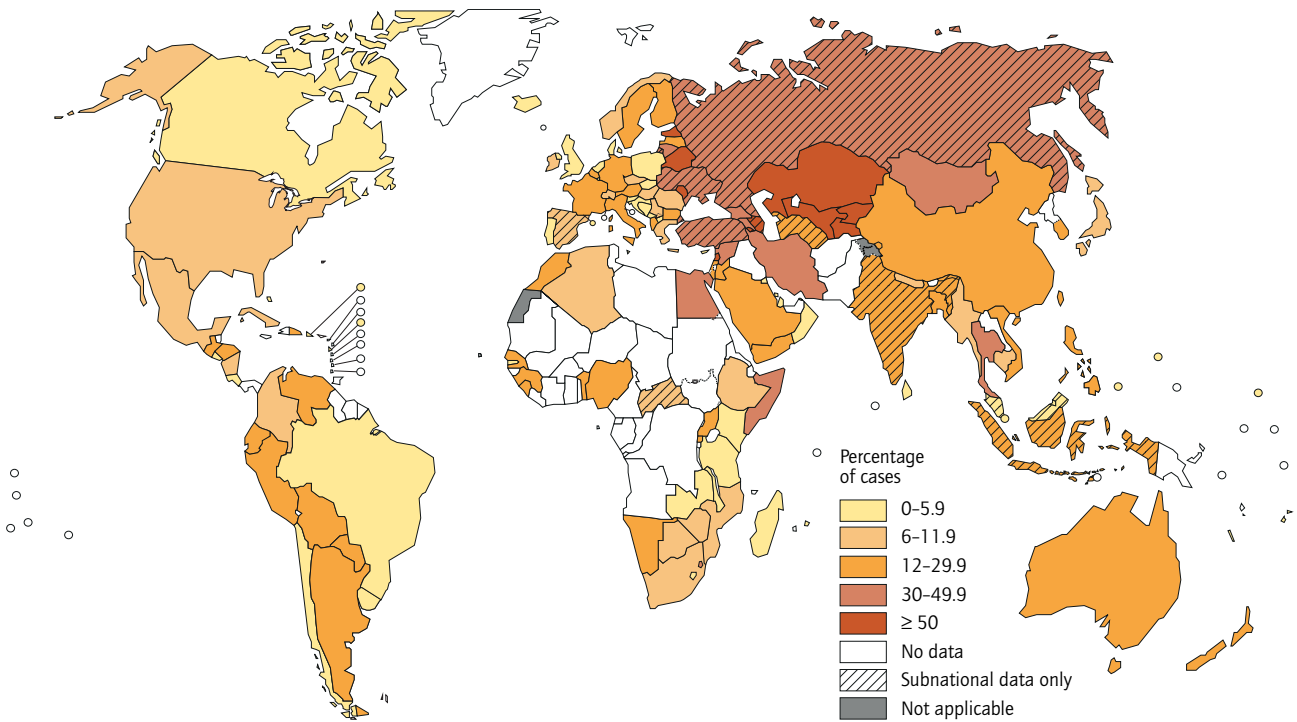 Percentage
of cases
0–5.9
6–11.9
12–29.9
30–49.9
≥ 50
No data
Subnational data only
Not applicable